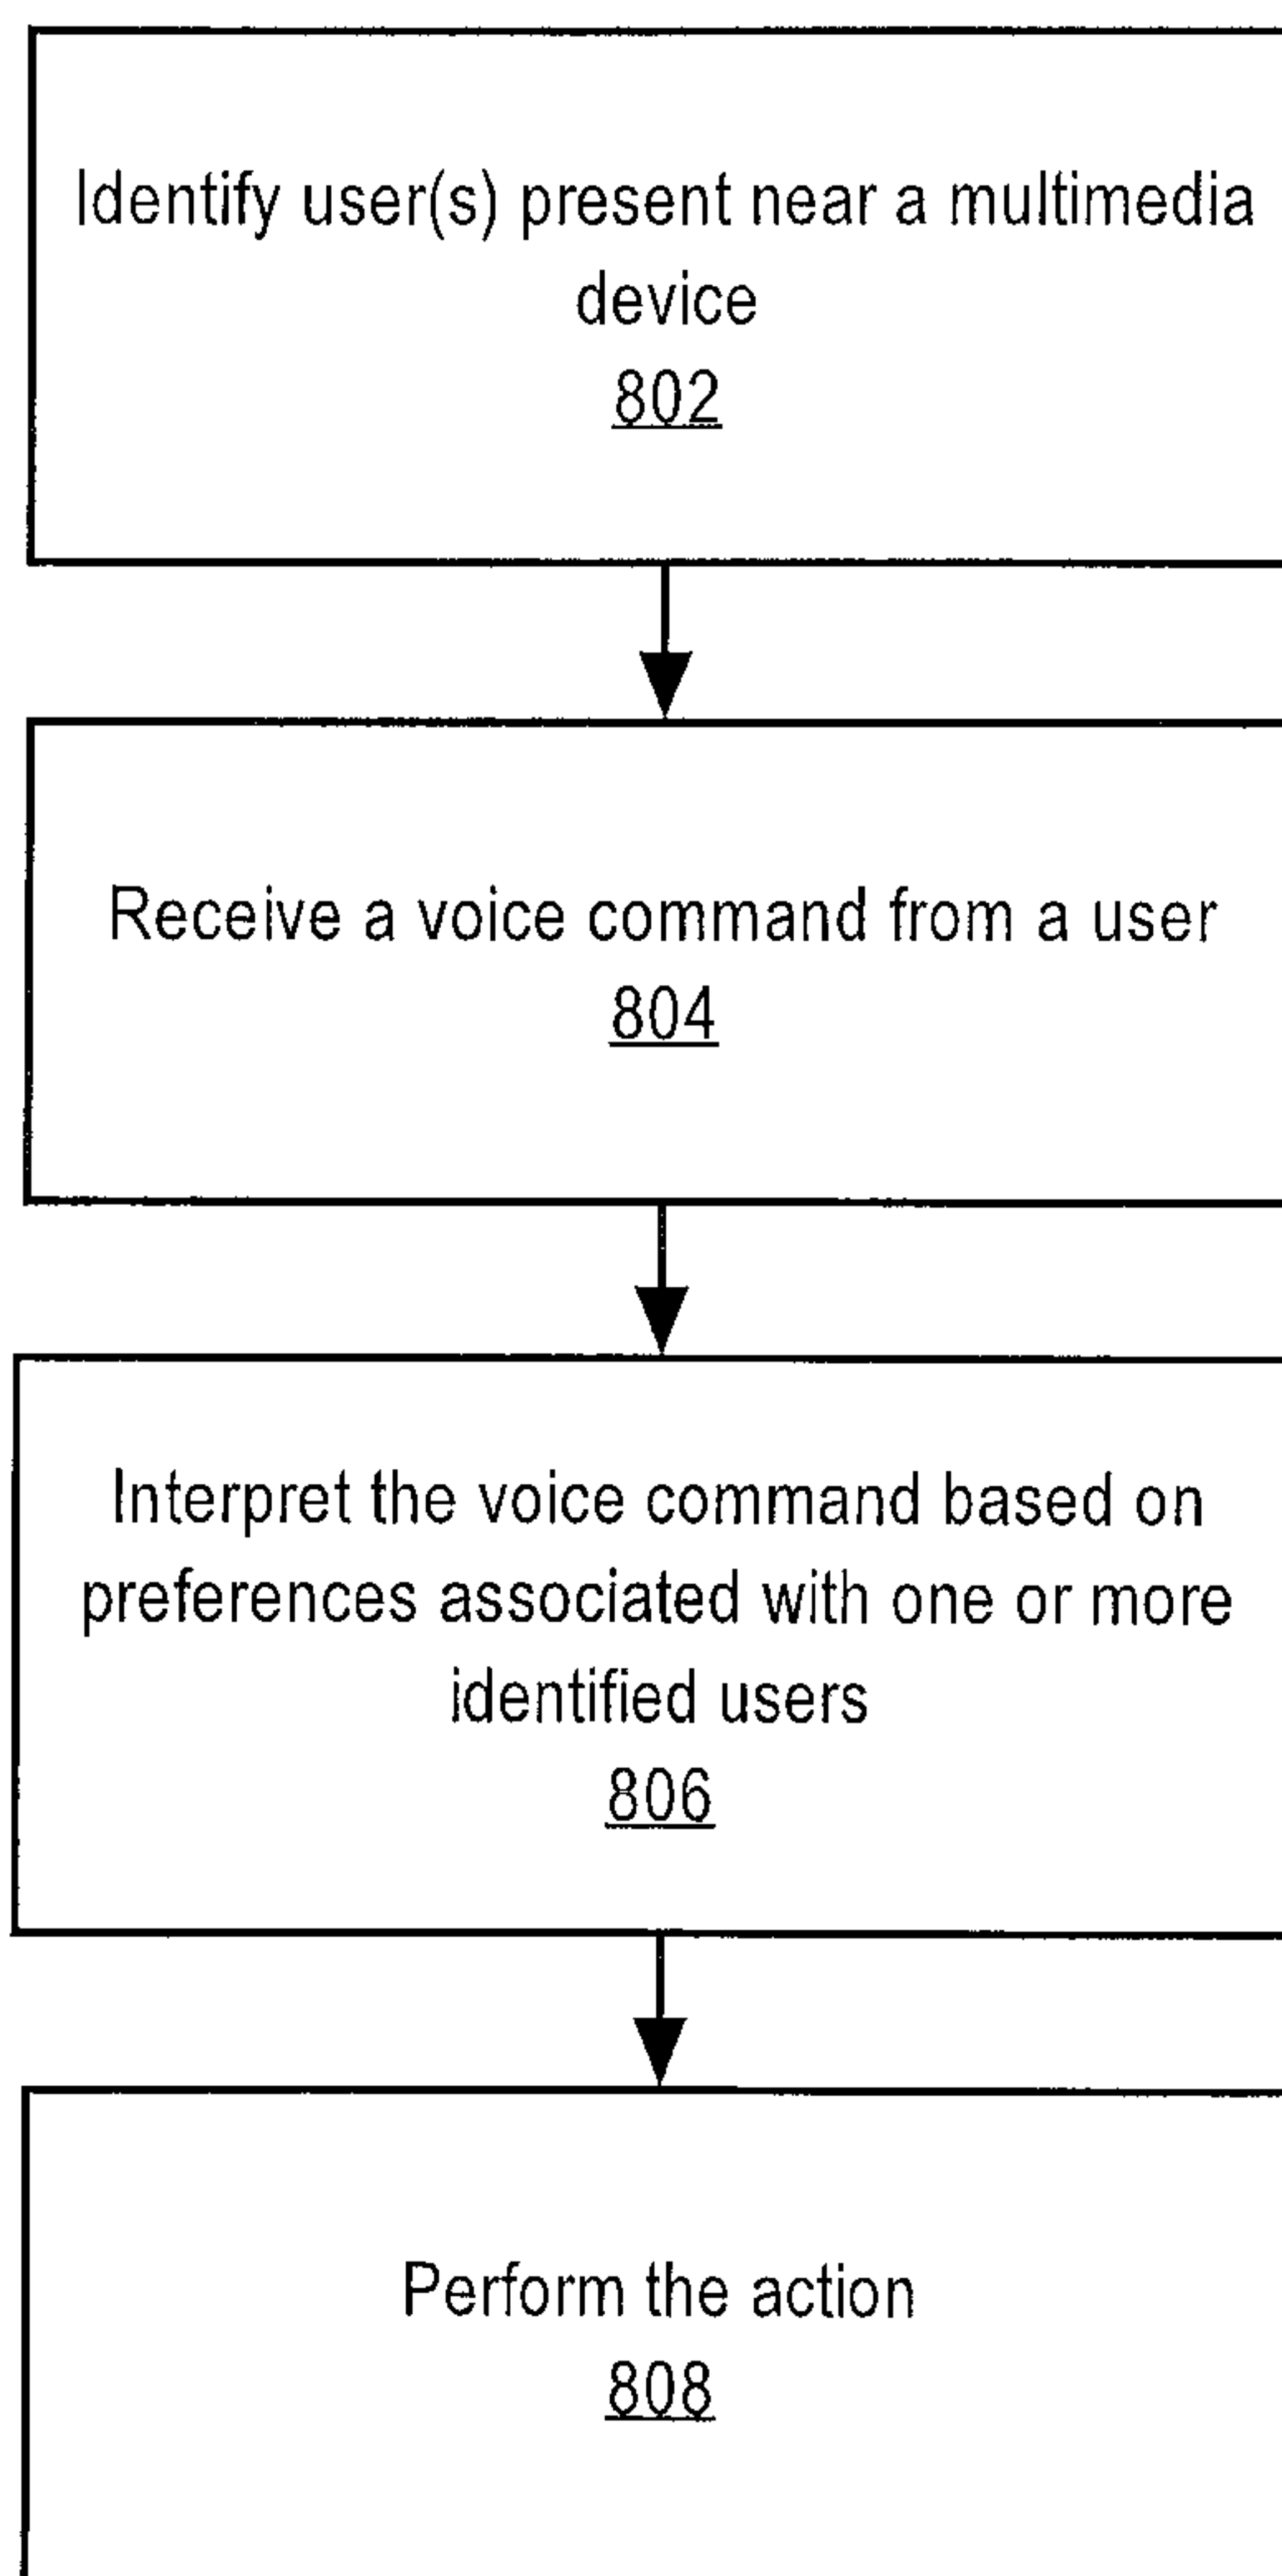 Identify user(s) present near a multimedia
device
802
Receive a voice command from a user
804
Interpret the voice command based on
preferences associated with one or more
identified users
806
Perform the action
808